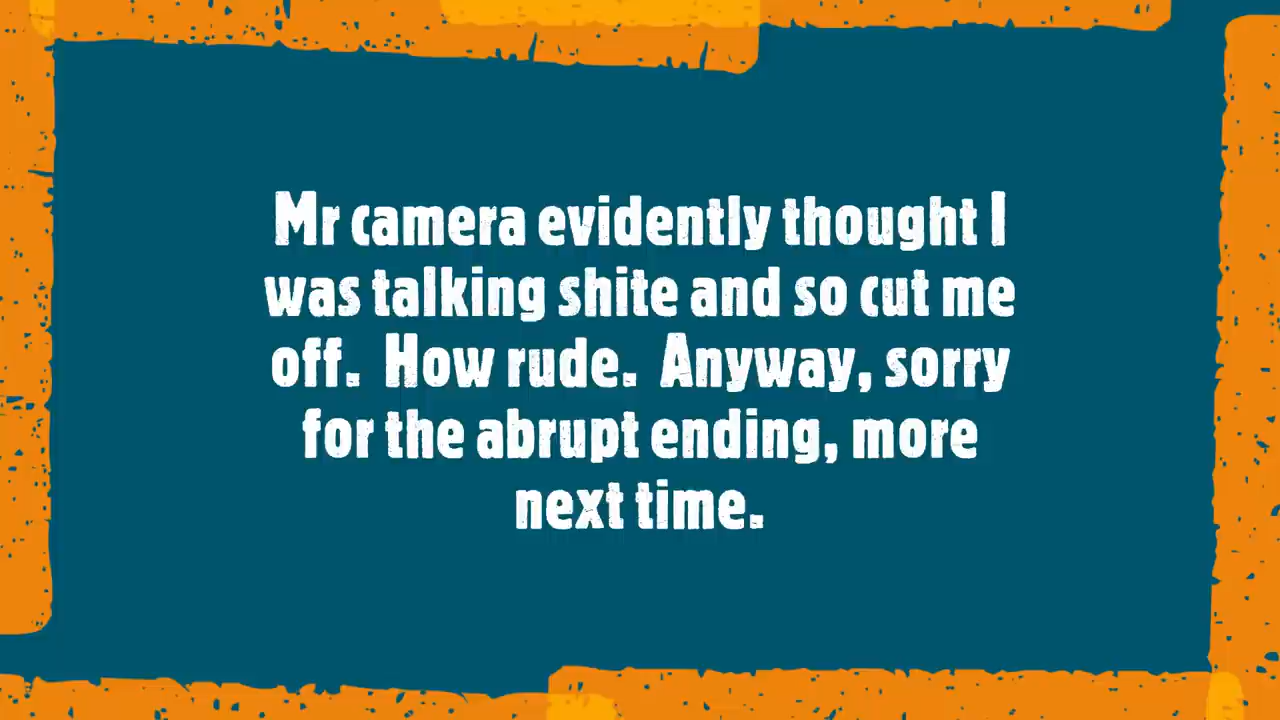 Mr camera evidently thought I
was talking shite and so cut me
off.  How rude.  Anyway, sorry
for the abrupt ending, more
next time.